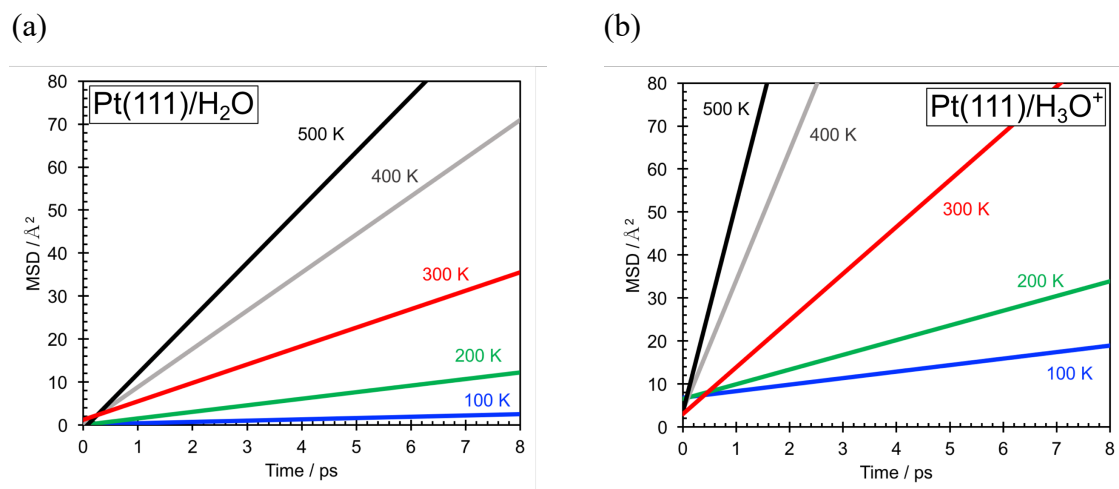 (a)
(b)
Pt(111)/H₂O
500 K
400 K
300 K
200 K
100 K
MSD / Å²
80
70
60
50
40
30
20
10
0
0 1 2 3 4 5 6 7 8
Time / ps
Pt(111)/H₃O⁺
500 K
400 K
300 K
200 K
100 K
MSD / Å²
80
70
60
50
40
30
20
10
0
0 1 2 3 4 5 6 7 8
Time / ps